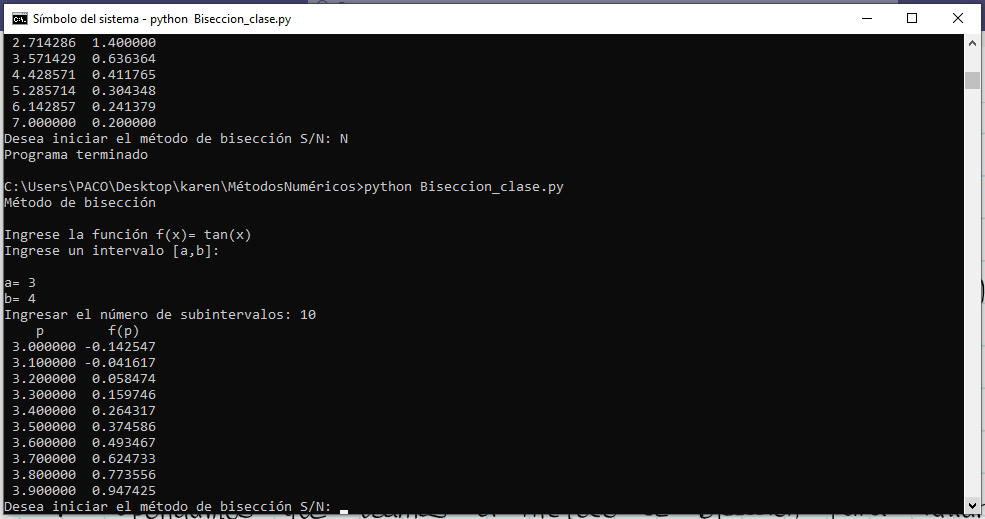 Símbolo del sistema - python Biseccion_clase.py
2.714286 1.400000
3.571429 0.636364
4.428571 0.411765
5.285714 0.304348
6.142857 0.241379
7.000000 0.200000
Desea iniciar el método de bisección S/N: N
Programa terminado
C:\Users\PACO\Desktop\karen\MétodosNuméricos>python Biseccion_clase.py
Método de bisección
Ingrese la función f(x)= tan(x)
Ingrese un intervalo [a,b]:
a= 3
b= 4
Ingresar el número de subintervalos: 10
p f(p)
3.000000 -0.142547
3.100000 -0.041617
3.200000 0.058474
3.300000 0.159746
3.400000 0.264317
3.500000 0.374586
3.600000 0.493467
3.700000 0.624733
3.800000 0.773556
3.900000 0.947425
Desea iniciar el método de bisección S/N: